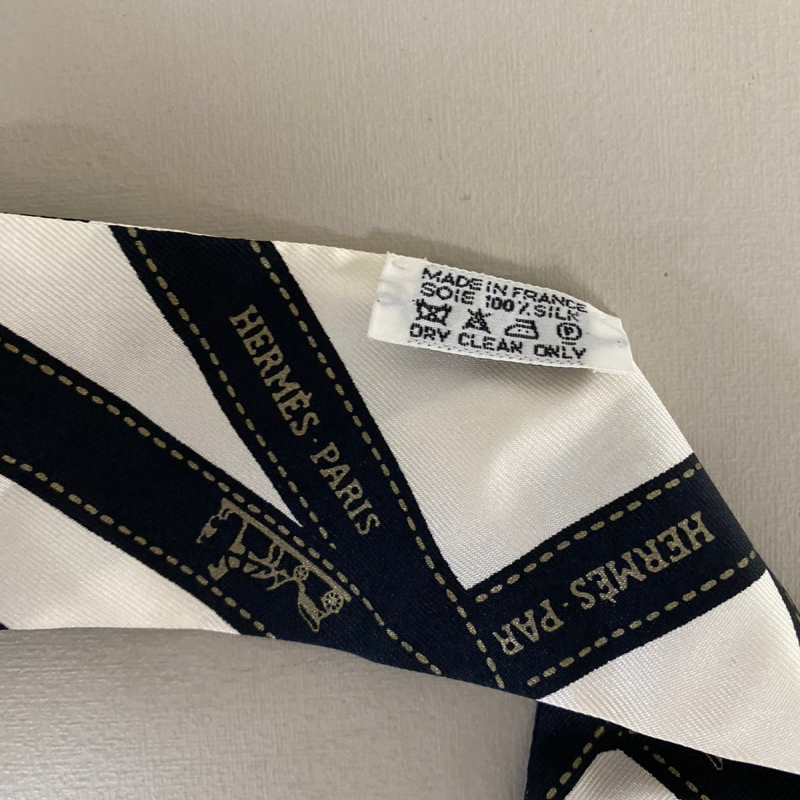 MADE IN FRANCE
SOIE 100% SILK
P
DRY CLEAN ONLY
HERMÈS·PARIS
HERMÈS·PAR